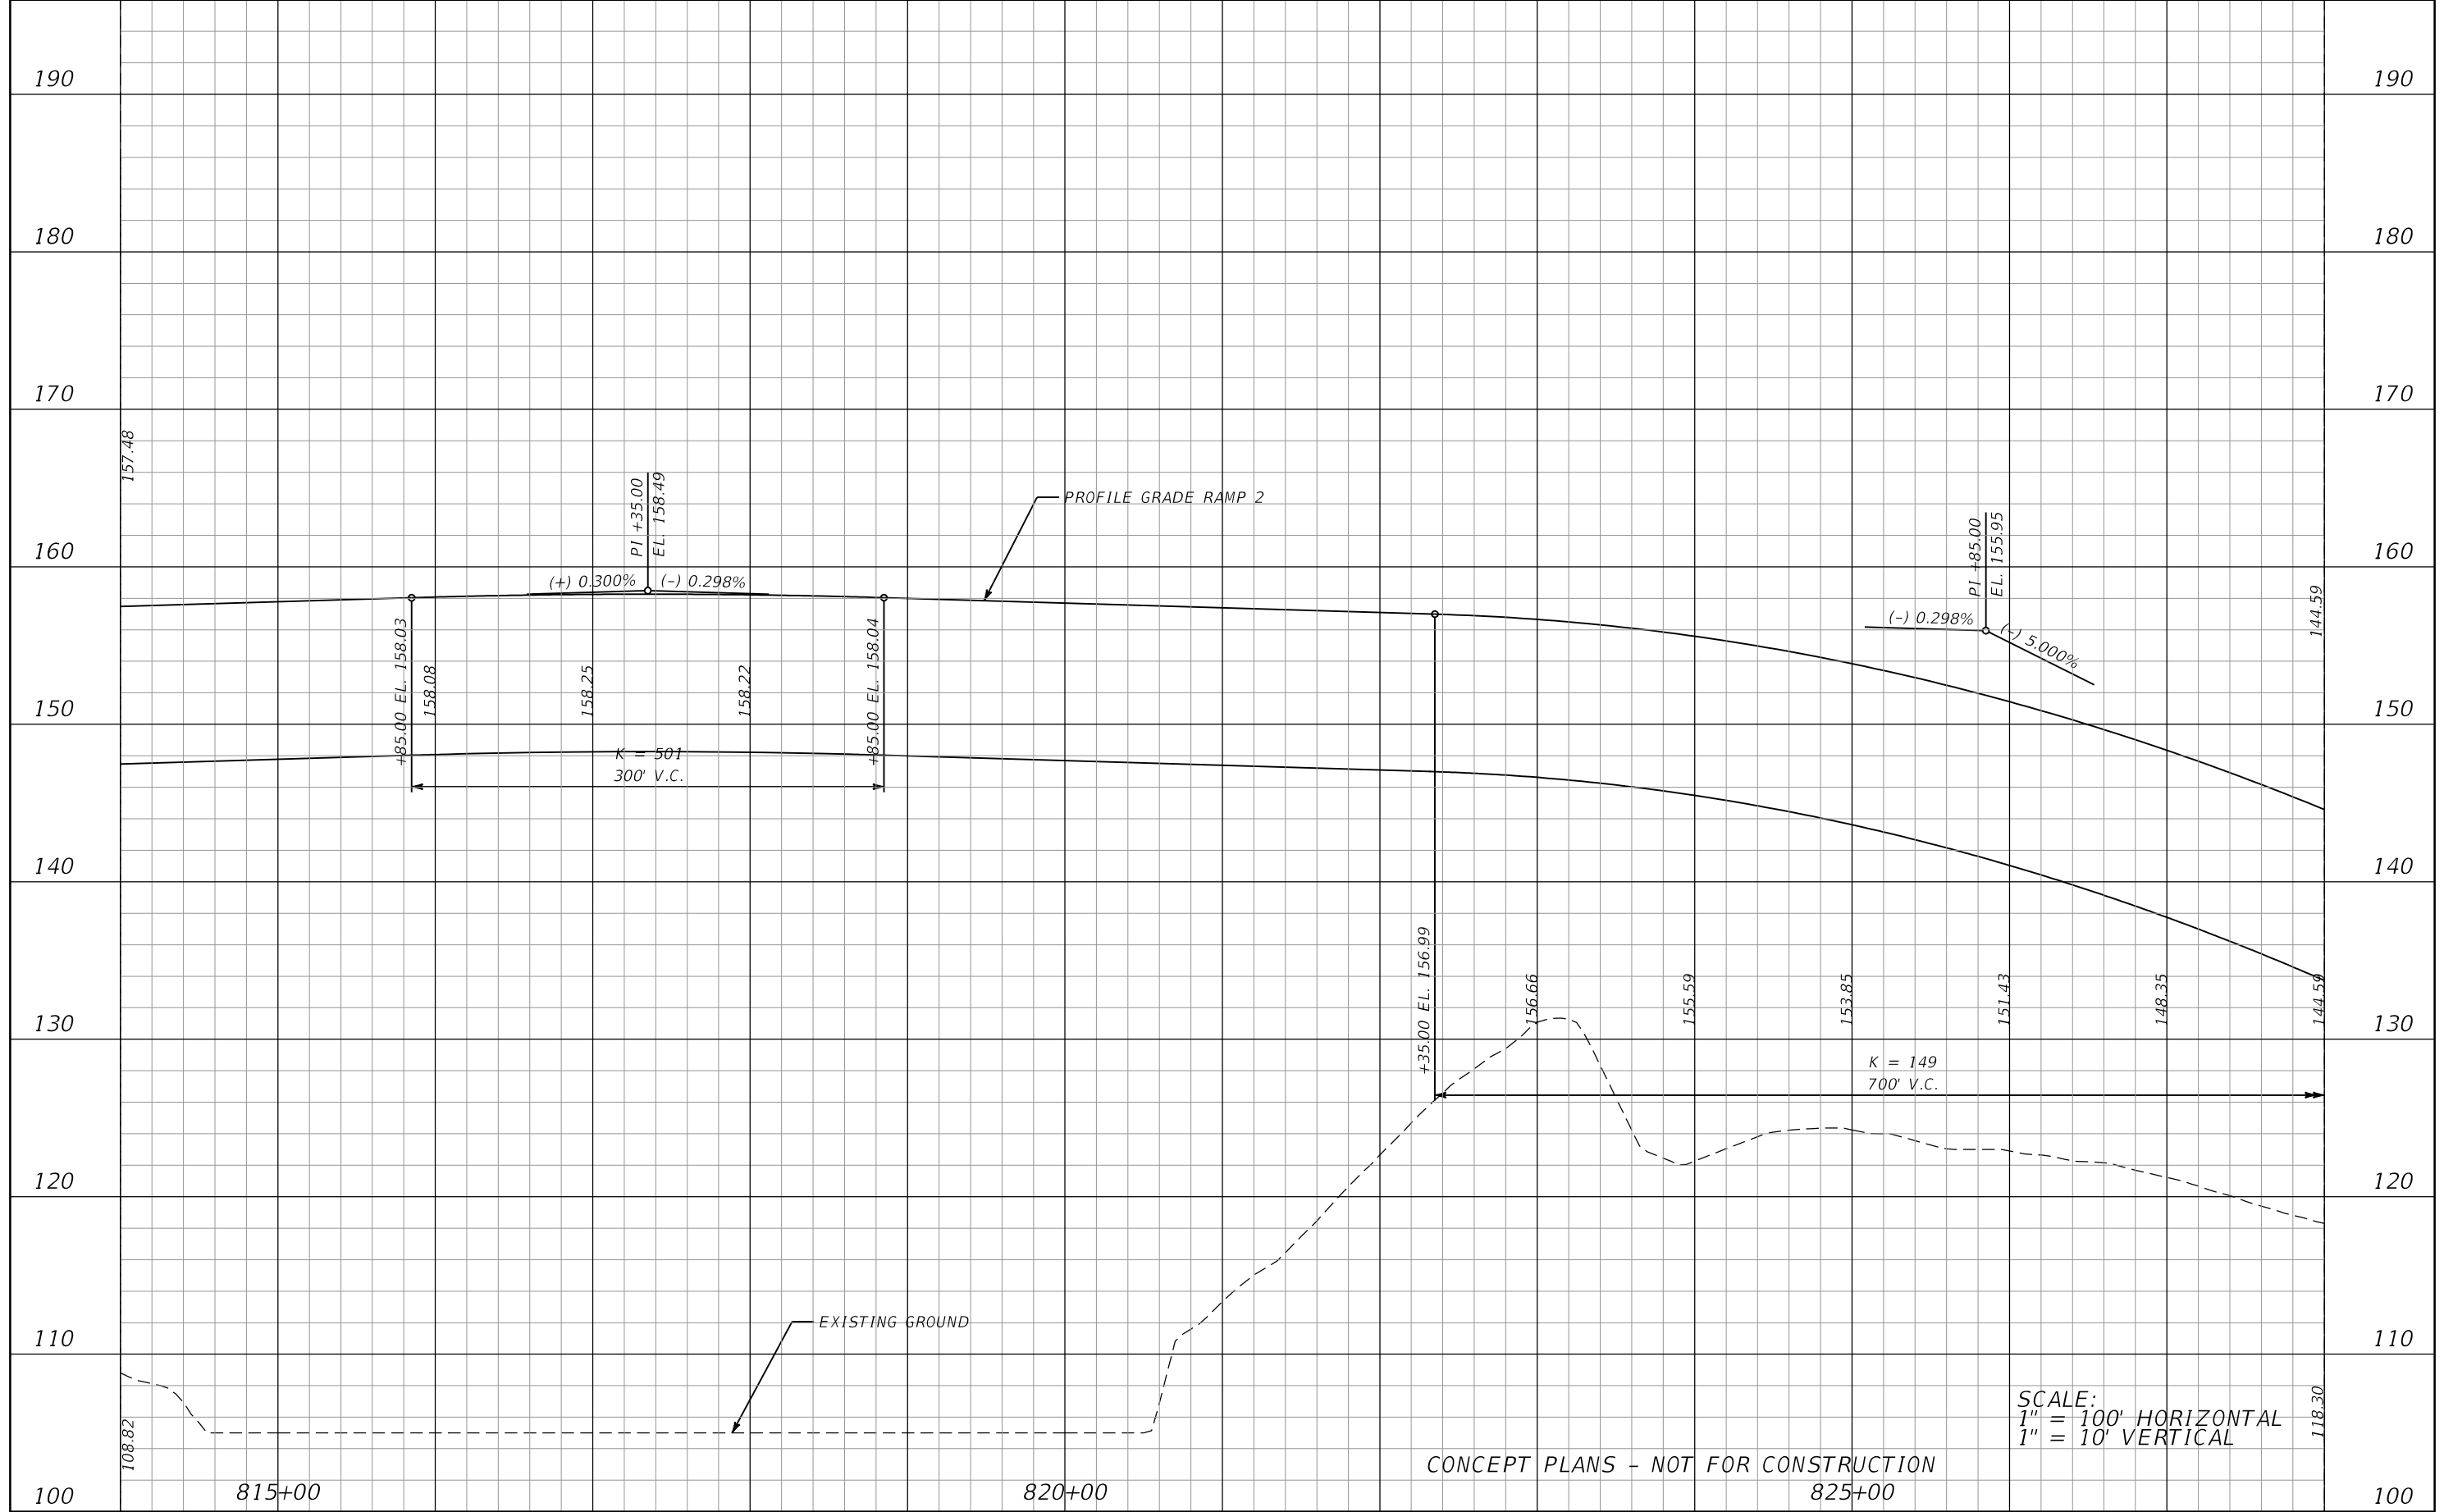 190
190
180
180
170
170
157.48
PI +35.00
EL. 158.49
PROFILE GRADE RAMP 2
PI +85.00
EL. 155.95
160
160
(+) 0.300%
(-) 0.298%
(-) 0.298%
(-) 5.000%
144.59
+85.00 EL. 158.03
158.08
158.25
158.22
+85.00 EL. 158.04
150
150
K = 501
300' V.C.
140
140
+35.00 EL. 156.99
156.66
155.59
153.85
151.43
148.35
144.59
130
130
K = 149
700' V.C.
120
120
EXISTING GROUND
110
110
108.82
118.30
SCALE:
1" = 100' HORIZONTAL
1" = 10' VERTICAL
CONCEPT PLANS - NOT FOR CONSTRUCTION
100
815+00
820+00
825+00
100